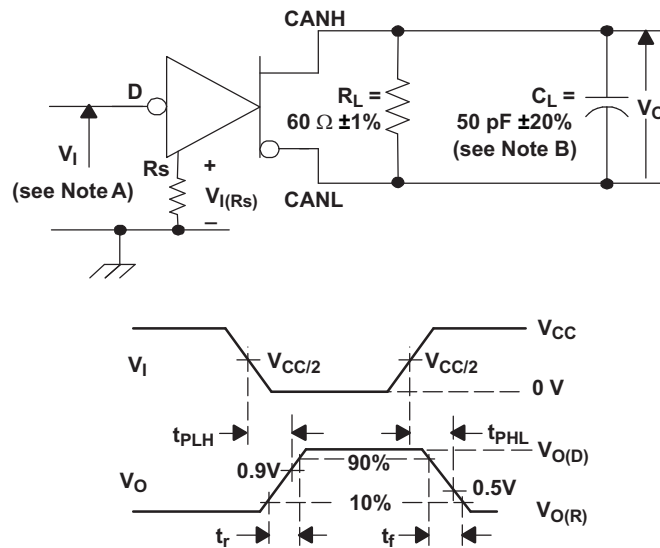 CANH
D
RL =
60 Ω ±1%
CL =
50 pF ±20%
(see Note B)
VO
VI
(see Note A)
Rs
+
VI(Rs)
−
CANL
VCC
VI
VCC/2
VCC/2
0 V
tPLH
tPHL
VO(D)
90%
0.9V
VO
0.5V
10%
VO(R)
tr
tf